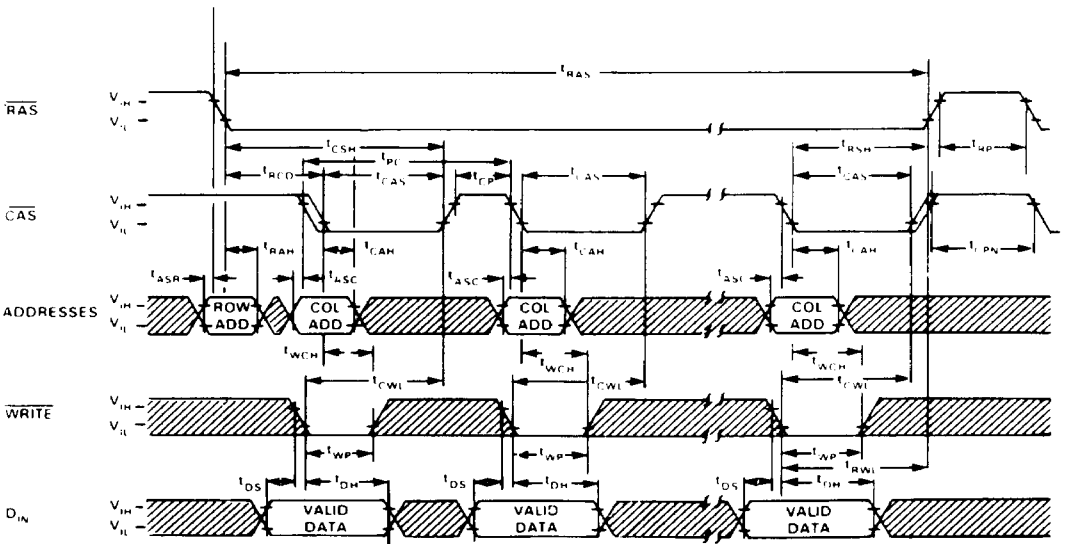 tRAS
RAS VIH
VIL
tCSH tRSH tRP
tPC
tRCD tCAS tCP tCAS tCAS
CAS VIH
VIL
tRAH tCAH tCAH tCAH tCPN
tASR tASC tASC tASC
ADDRESSES VIH ROW ADD COL ADD COL ADD COL ADD
VIL
tWCH tWCH tWCH
tCWL tCWL tCWL
WRITE VIH
VIL
tWP tWP tWP
tRWL
tDS tDH tDS tDH tDS tDH
DIN VIH VALID DATA VALID DATA VALID DATA
VIL